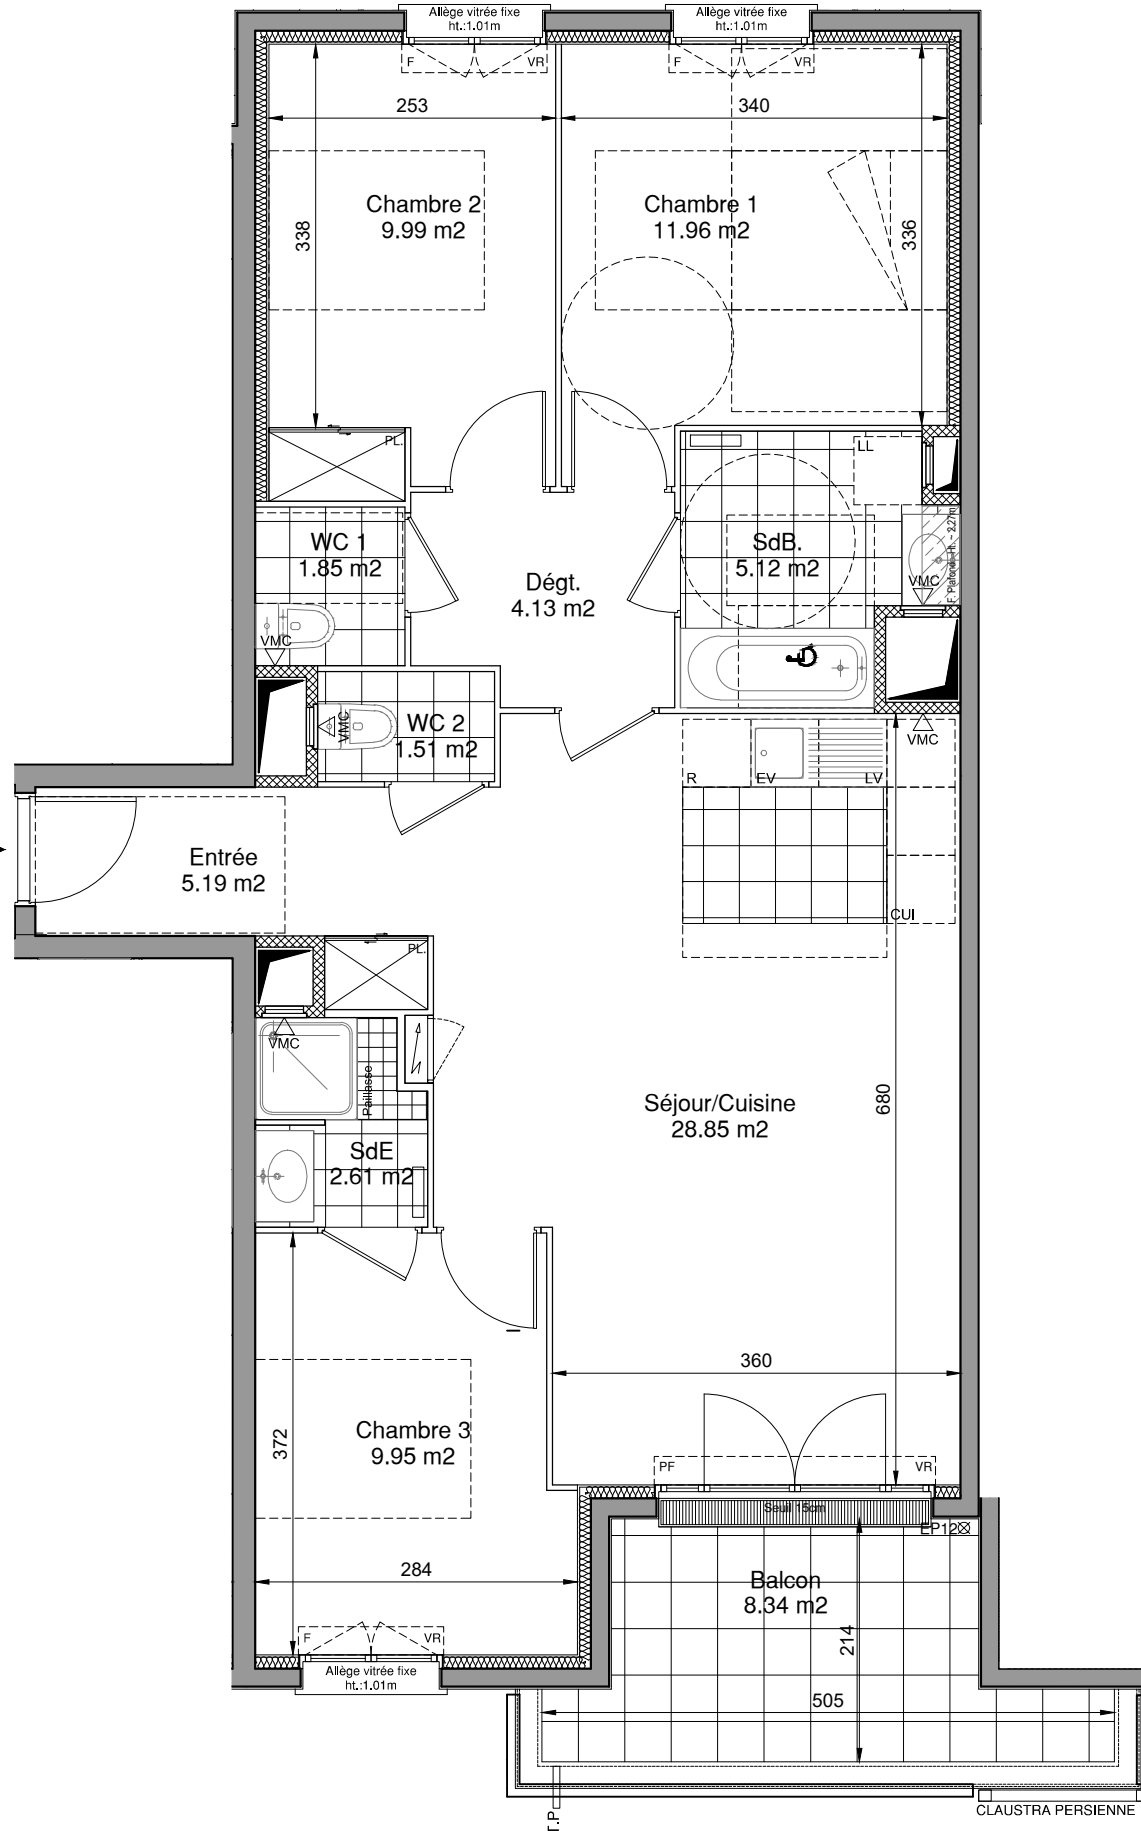 Allège vitrée fixe
ht.:1.01m
Allège vitrée fixe
ht.:1.01m
F
VR
F
VR
253
340
338
336
Chambre 2
9.99 m2
Chambre 1
11.96 m2
PL.
LL
WC 1
1.85 m2
VMC
Dégt.
4.13 m2
SdB.
5.12 m2
VMC
F. Plafond Ht. ~ 2.27m
VMC
WC 2
1.51 m2
VMC
R
EV
LV
CUI
Entrée
5.19 m2
PL.
VMC
Paillasse
SdE
2.61 m2
Séjour/Cuisine
28.85 m2
680
360
372
Chambre 3
9.95 m2
PF
VR
Seuil 15cm
EP12
284
Balcon
8.34 m2
214
F
VR
Allège vitrée fixe
ht.:1.01m
505
T.P
CLAUSTRA PERSIENNE